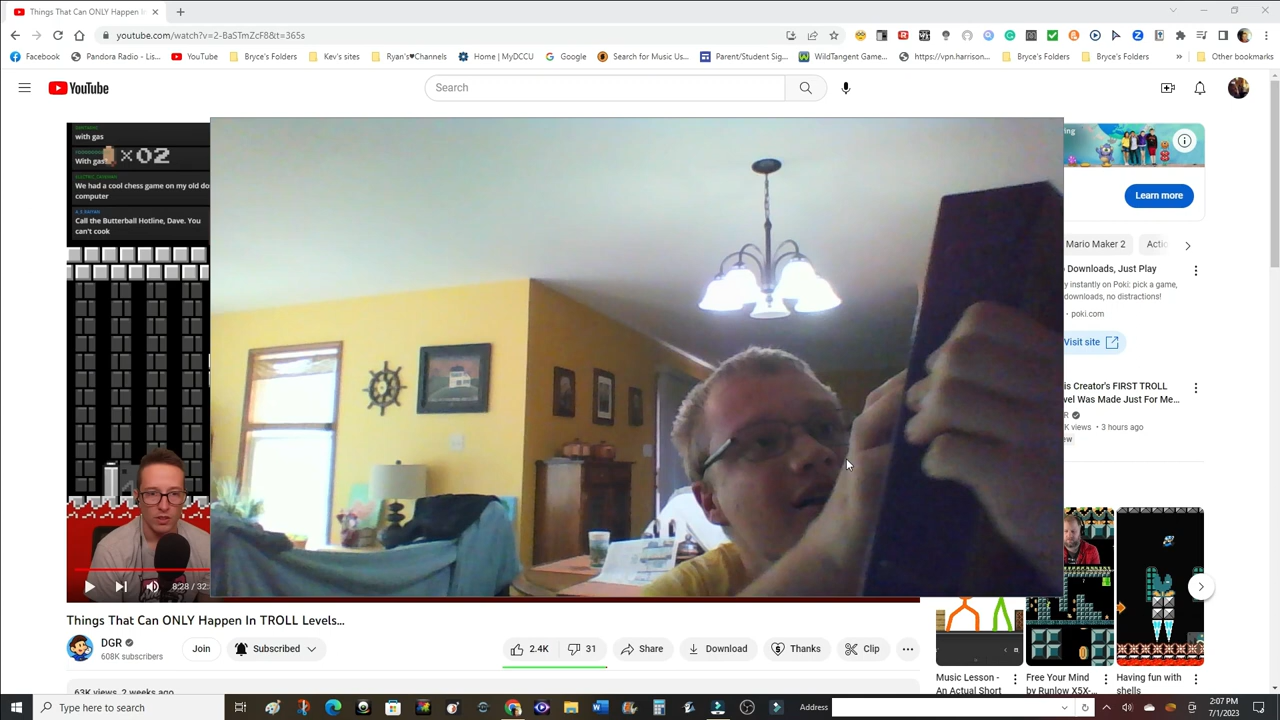 Things That Can ONLY Happen In
youtube.com/watch?v=2-BaSTmZcF8&t=365s
Facebook
Pandora Radio - Lis...
YouTube
Bryce's Folders
Kev's sites
Ryan's❤Channels
Home | MyDCCU
Google
Search for Music Us...
Parent/Student Sig...
WildTangent Game...
https://vpn.harrison...
Bryce's Folders
Bryce's Folders
»
Other bookmarks
YouTube
Search
with gas
With gas
×02
We had a cool chess game on my old do
computer
Call the Butterball Hotline, Dave. You
can't cook
ing
Learn more
Mario Maker 2
Actio
Downloads, Just Play
y instantly on Poki: pick a game,
downloads, no distractions!
· poki.com
Visit site
is Creator's FIRST TROLL
vel Was Made Just For Me...
K views • 3 hours ago
8:28 / 32:
Things That Can ONLY Happen In TROLL Levels...
DGR
608K subscribers
Join
Subscribed
2.4K
31
Share
Download
Thanks
Clip
63K views  2 weeks ago
Music Lesson -
An Actual Short
Free Your Mind
by Runlow X5X-
Having fun with
shells
Type here to search
Address
2:07 PM
7/1/2023